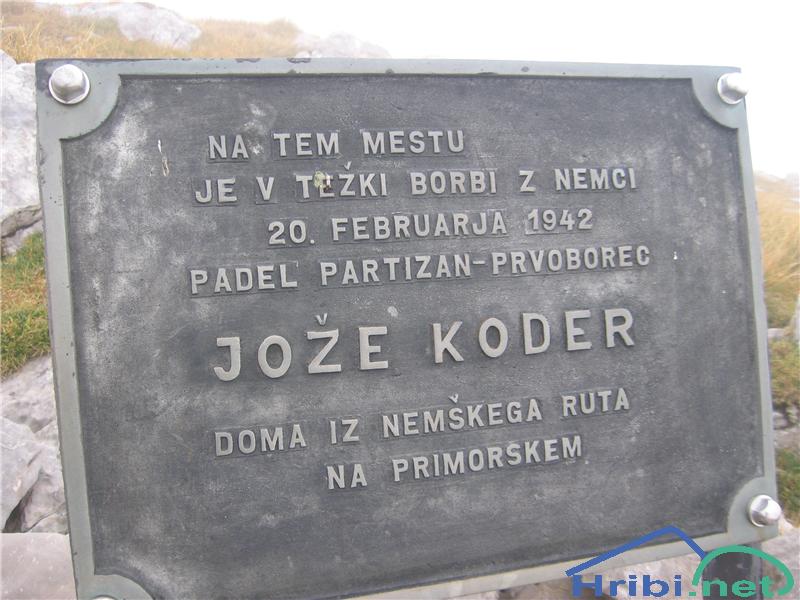 NA TEM MESTU
JE V TEŽKI BORBI Z NEMCI
20. FEBRUARJA 1942
PADEL PARTIZAN-PRVOBOREC
JOŽE KODER
DOMA IZ NEMŠKEGA RUTA
NA PRIMORSKEM
Hribi.net